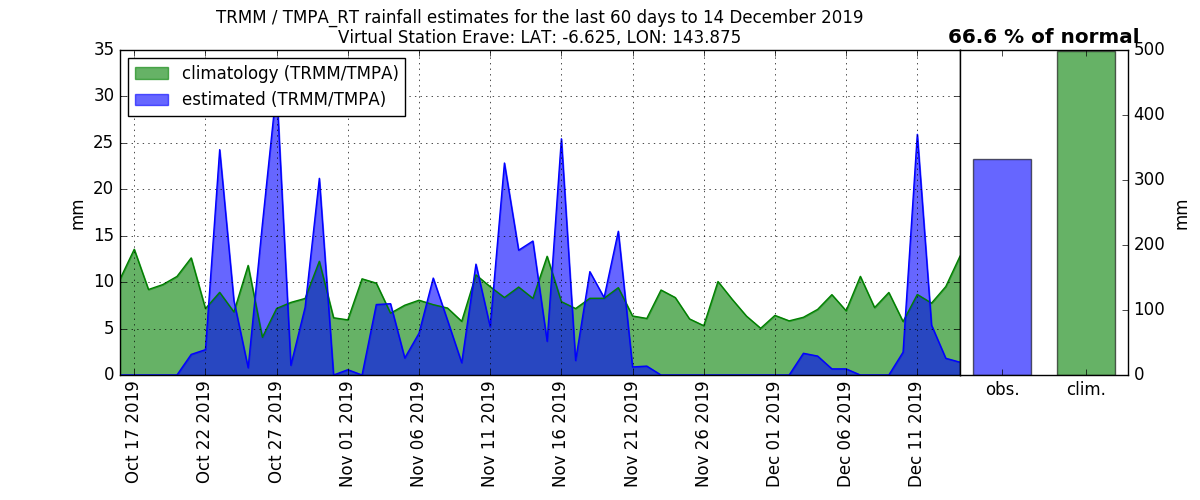 TRMM / TMPA_RT rainfall estimates for the last 60 days to 14 December 2019
Virtual Station Erave: LAT: -6.625, LON: 143.875
66.6 % of normal
climatology (TRMM/TMPA)
estimated (TRMM/TMPA)
35
30
25
20
15
10
5
0
mm
Oct 17 2019
Oct 22 2019
Oct 27 2019
Nov 01 2019
Nov 06 2019
Nov 11 2019
Nov 16 2019
Nov 21 2019
Nov 26 2019
Dec 01 2019
Dec 06 2019
Dec 11 2019
500
400
300
200
100
0
mm
obs.
clim.